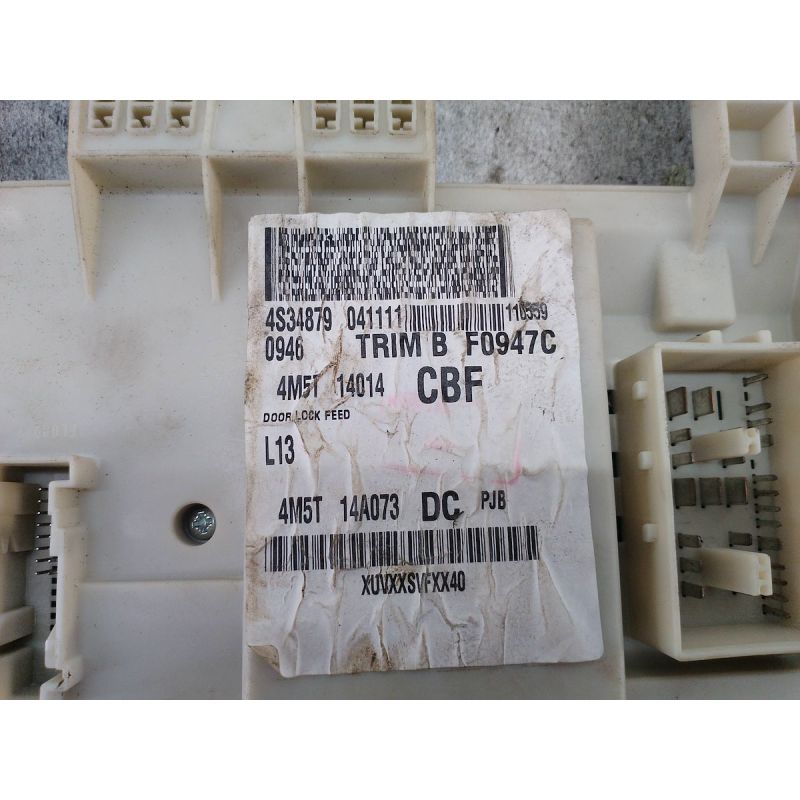 4S34879 041111 110559
0946 TRIM B F0947C
4M5T 14014 CBF
DOOR LOCK FEED
L13
4M5T 14A073 DC PJB
XUVXXSVFXX40